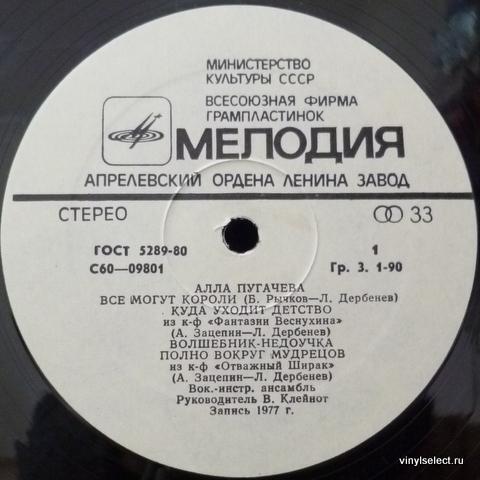 МИНИСТЕРСТВО
КУЛЬТУРЫ СССР
ВСЕСОЮЗНАЯ ФИРМА
ГРАМПЛАСТИНОК
МЕЛОДИЯ
АПРЕЛЕВСКИЙ ОРДЕНА ЛЕНИНА ЗАВОД
СТЕРЕО 33
ГОСТ 5289-80 1
С60—09801 Гр. 3. 1-90
АЛЛА ПУГАЧЕВА
ВСЕ МОГУТ КОРОЛИ (Б. Рычков—Л. Дербенев)
КУДА УХОДИТ ДЕТСТВО
из к-ф «Фантазии Веснухина»
(А. Зацепин—Л. Дербенев)
ВОЛШЕБНИК-НЕДОУЧКА
ПОЛНО ВОКРУГ МУДРЕЦОВ
из к-ф «Отважный Ширак»
(А. Зацепин—Л. Дербенев)
Вок.-инстр. ансамбль
Руководитель В. Клейнот
Запись 1977 г.
vinylselect.ru